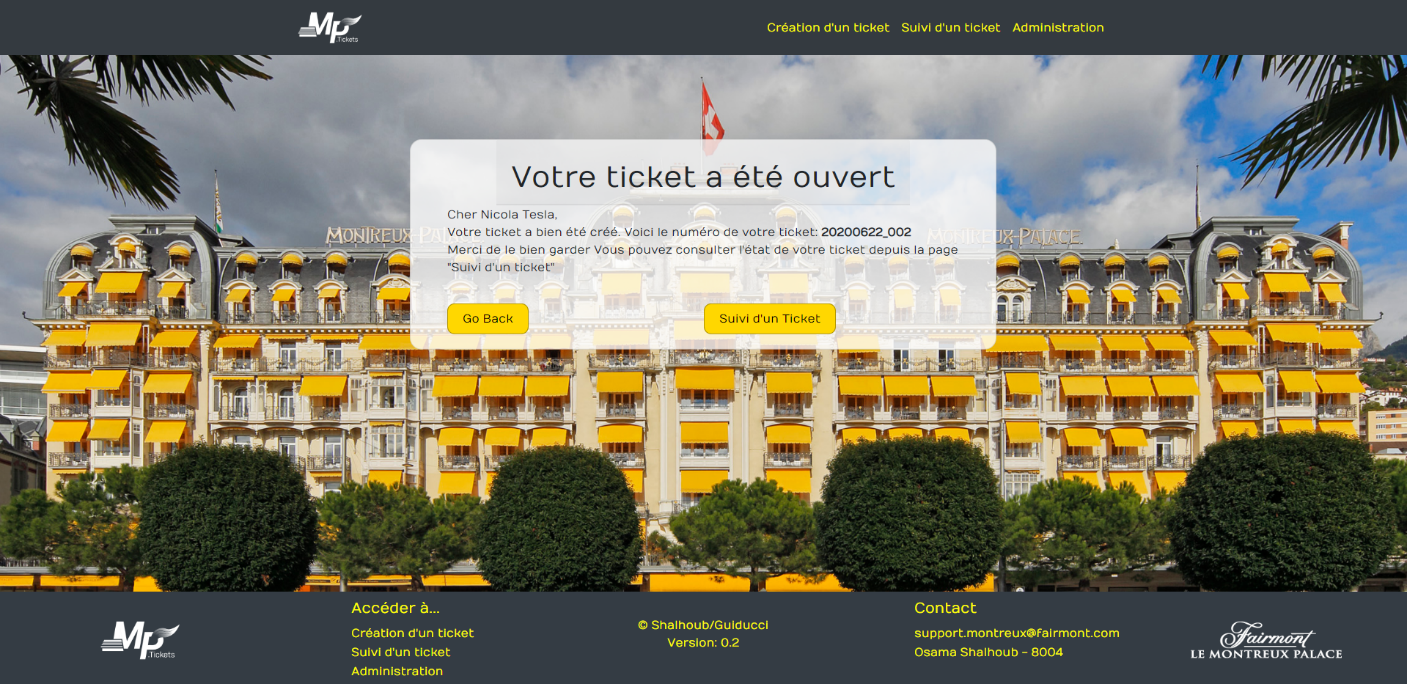 Mp
.Tickets
Création d'un ticket Suivi d'un ticket Administration
MONTREUX-PALACE
MONTREUX-PALACE
Votre ticket a été ouvert
Cher Nicola Tesla,
Votre ticket a bien été créé. Voici le numéro de votre ticket: 20200622_002
Merci de le bien garder Vous pouvez consulter l'état de votre ticket depuis la page
"Suivi d'un ticket"
Go Back
Suivi d'un Ticket
Mp
.Tickets
Accéder à...
Création d'un ticket
Suivi d'un ticket
Administration
© Shalhoub/Guiducci
Version: 0.2
Contact
support.montreux@fairmont.com
Osama Shalhoub - 8004
Fairmont
LE MONTREUX PALACE